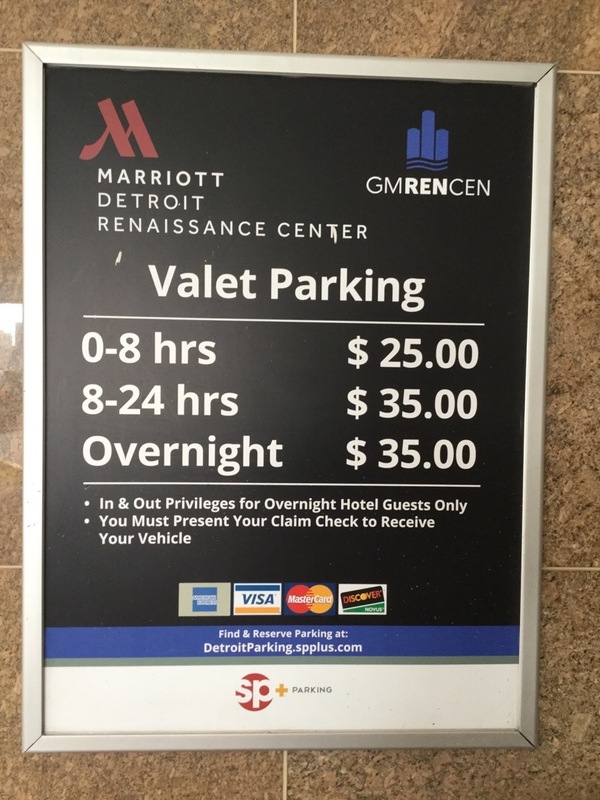 MARRIOTT
DETROIT
RENAISSANCE CENTER
GMRENCEN
Valet Parking
0-8 hrs $ 25.00
8-24 hrs $ 35.00
Overnight $ 35.00
• In & Out Privileges for Overnight Hotel Guests Only
• You Must Present Your Claim Check to Receive
Your Vehicle
AMERICAN EXPRESS VISA MasterCard DISCOVER NOVUS
Find & Reserve Parking at:
DetroitParking.spplus.com
sp+ PARKING